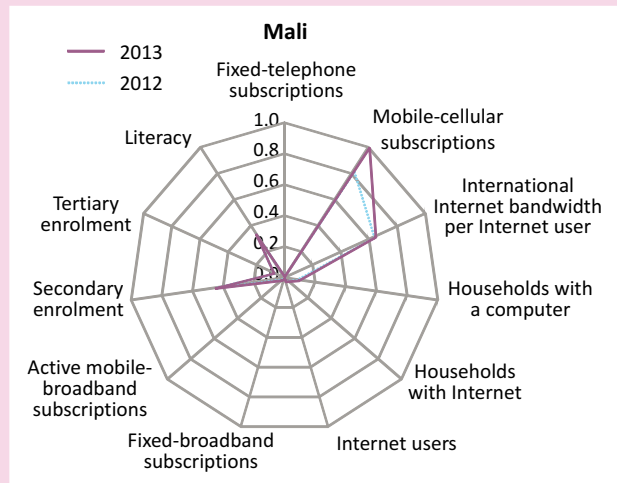 Mali
2013
2012
Fixed-telephone
subscriptions
Mobile-cellular
subscriptions
International
Internet bandwidth
per Internet user
Households with
a computer
Households
with Internet
Internet users
Fixed-broadband
subscriptions
Active mobile-
broadband
subscriptions
Secondary
enrolment
Tertiary
enrolment
Literacy
1.0
0.8
0.6
0.4
0.2
0.0